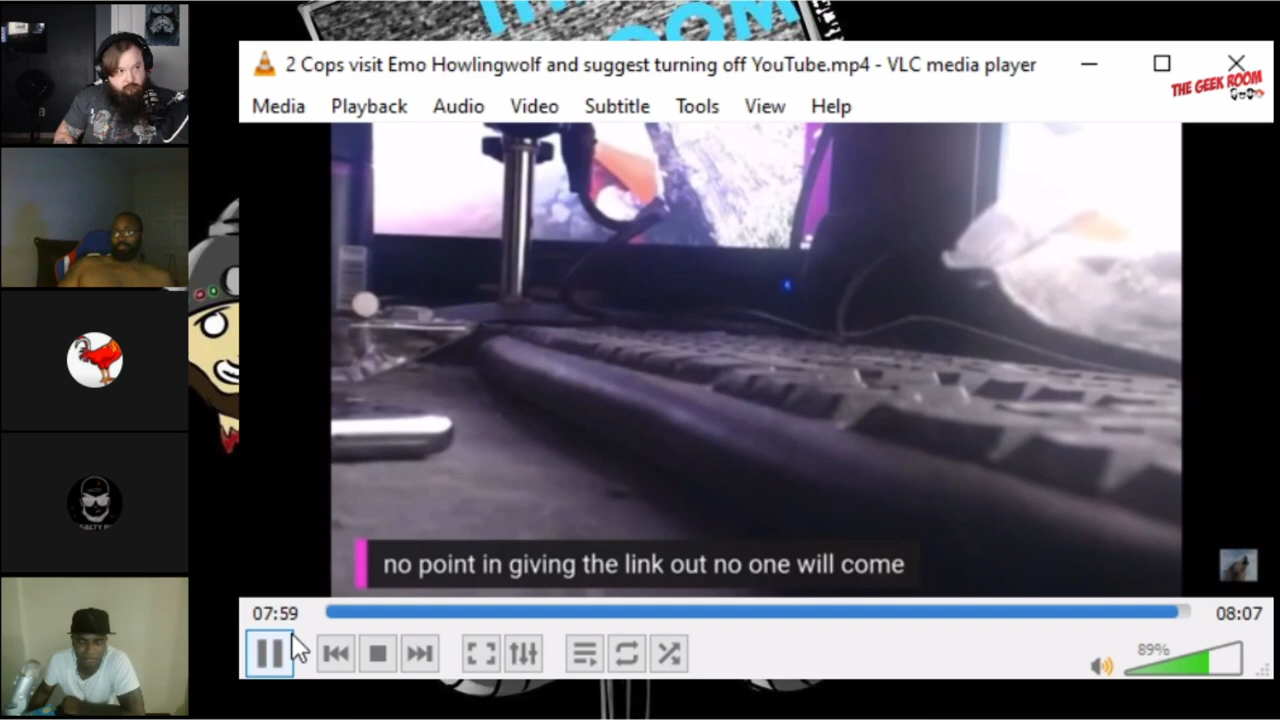 2 Cops visit Emo Howlingwolf and suggest turning off YouTube.mp4 - VLC media player
THE GEEK ROOM
Media Playback Audio Video Subtitle Tools View Help
no point in giving the link out no one will come
07:59
08:07
89%